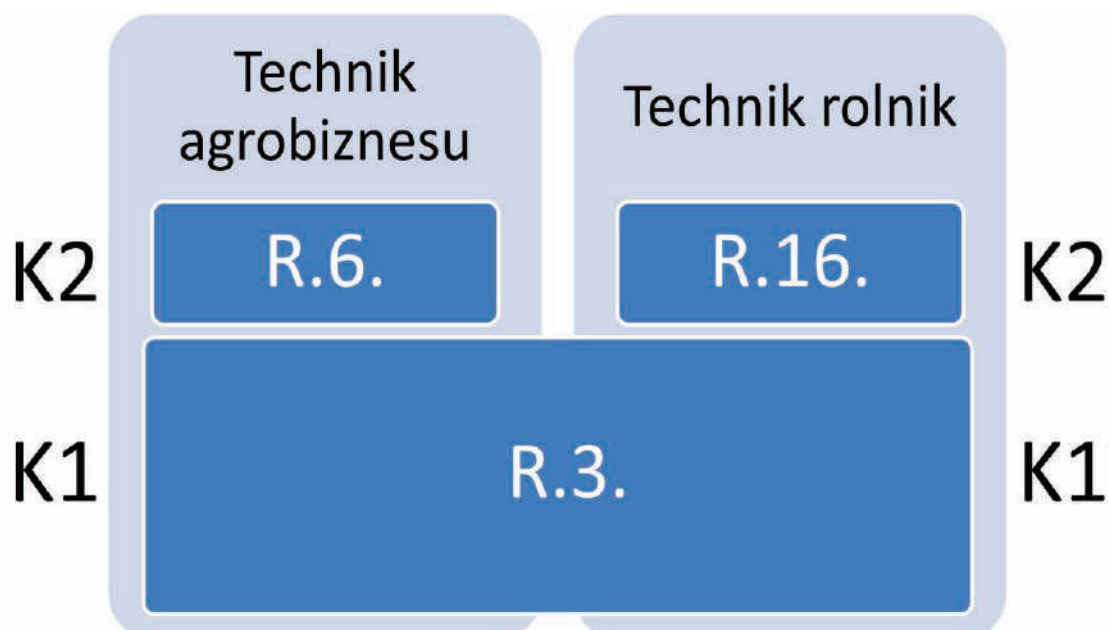 Technik
agrobiznesu
Technik rolnik
K2
R.6.
R.16.
K2
K1
R.3.
K1